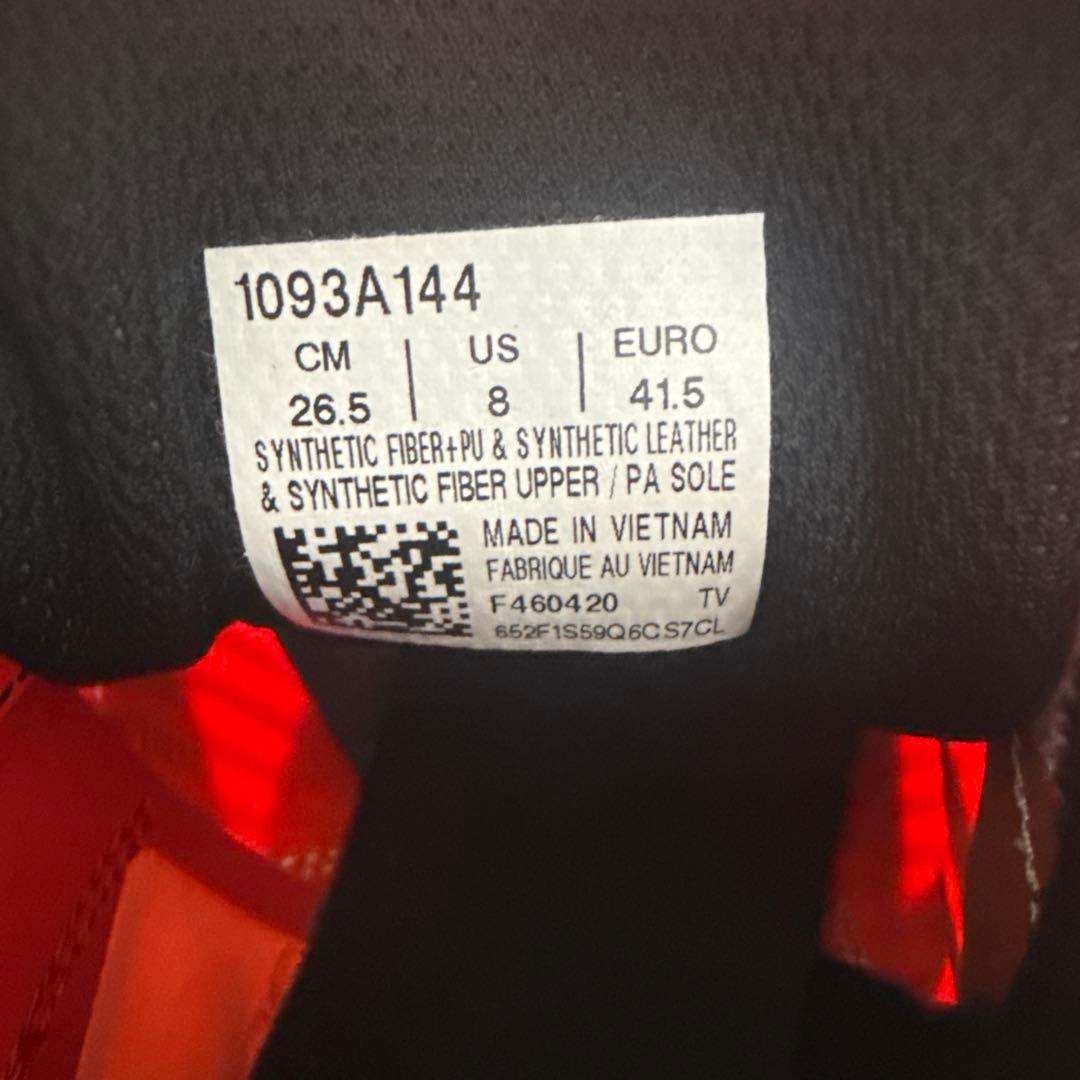 1093A144
CM | US | EURO
26.5 | 8 | 41.5
SYNTHETIC FIBER+PU & SYNTHETIC LEATHER
& SYNTHETIC FIBER UPPER / PA SOLE
MADE IN VIETNAM
FABRIQUE AU VIETNAM
F460420 TV
652F1S59Q6CS7CL